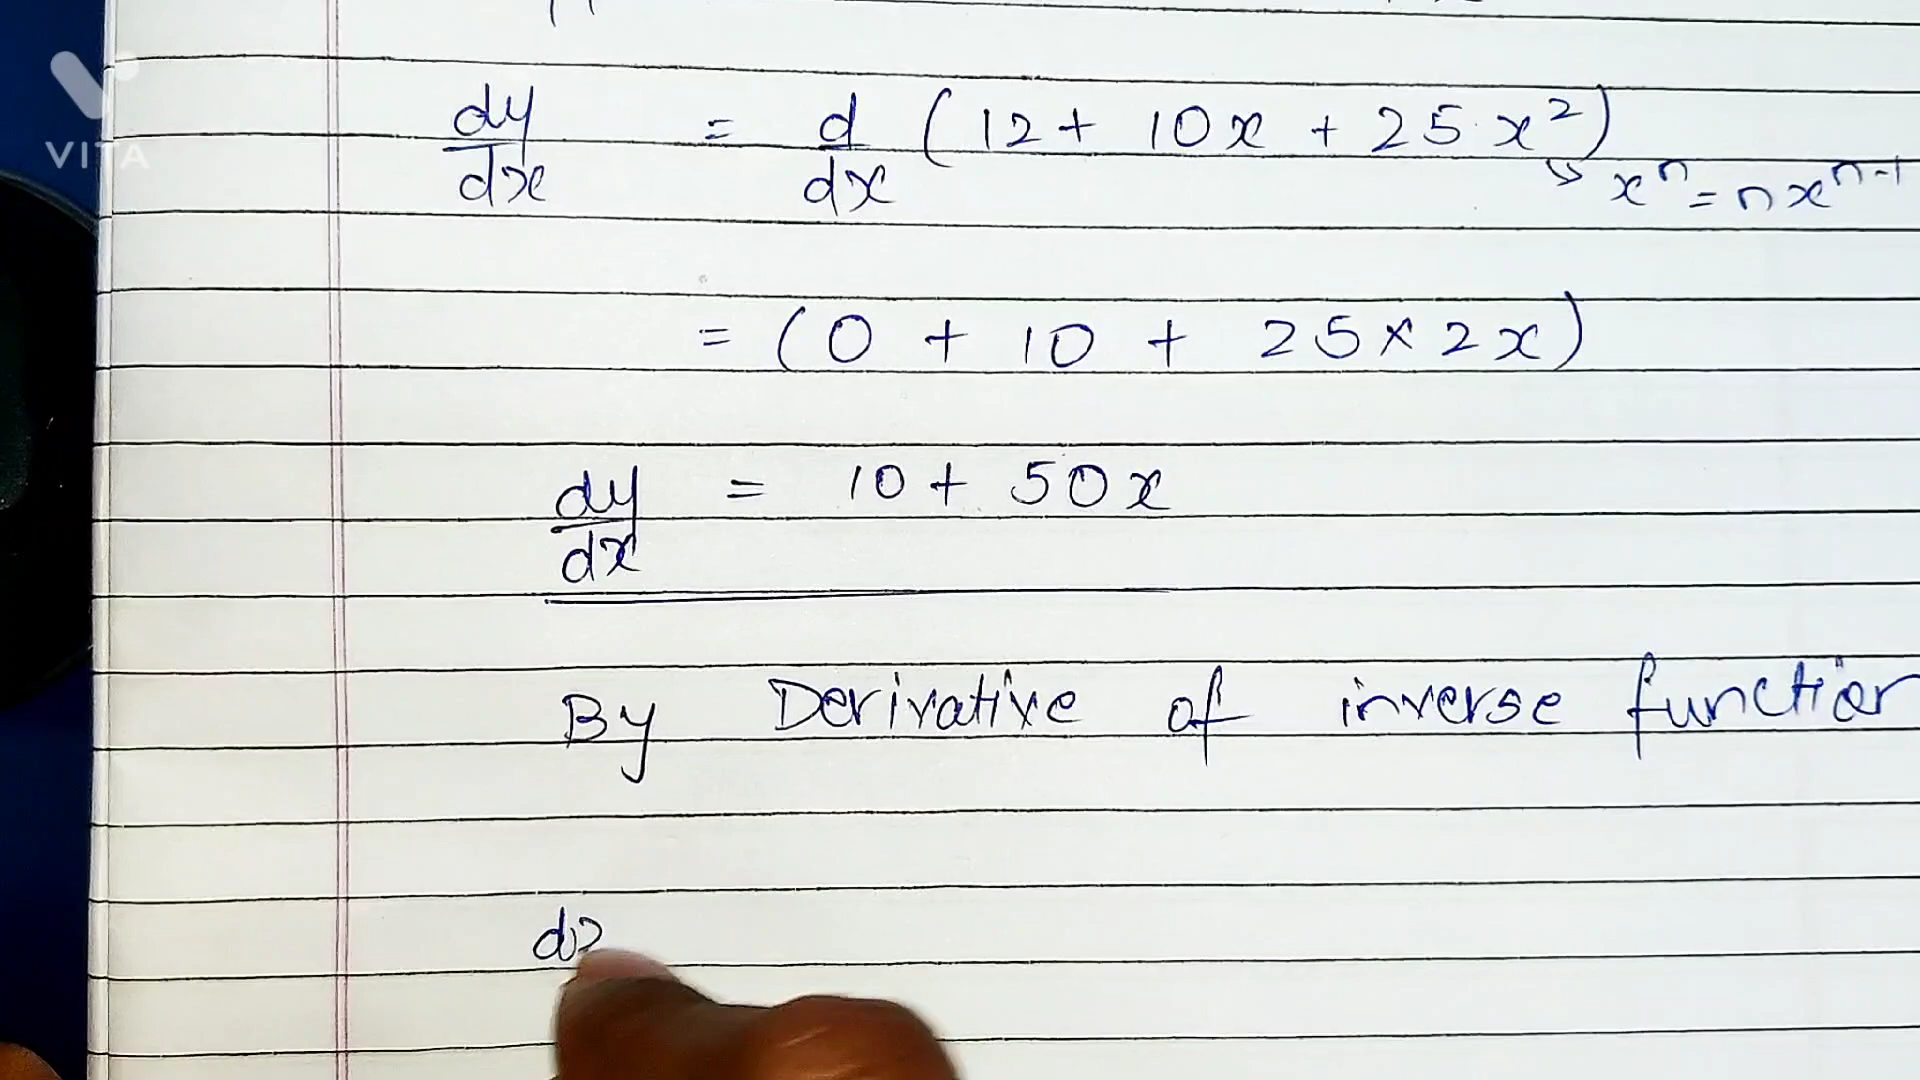 VITA
dy/dx = d/dx (12 + 10x + 25x²)
xⁿ = nxⁿ⁻¹
= (0 + 10 + 25 × 2x)
dy/dx = 10 + 50x
By Derivative of inverse function